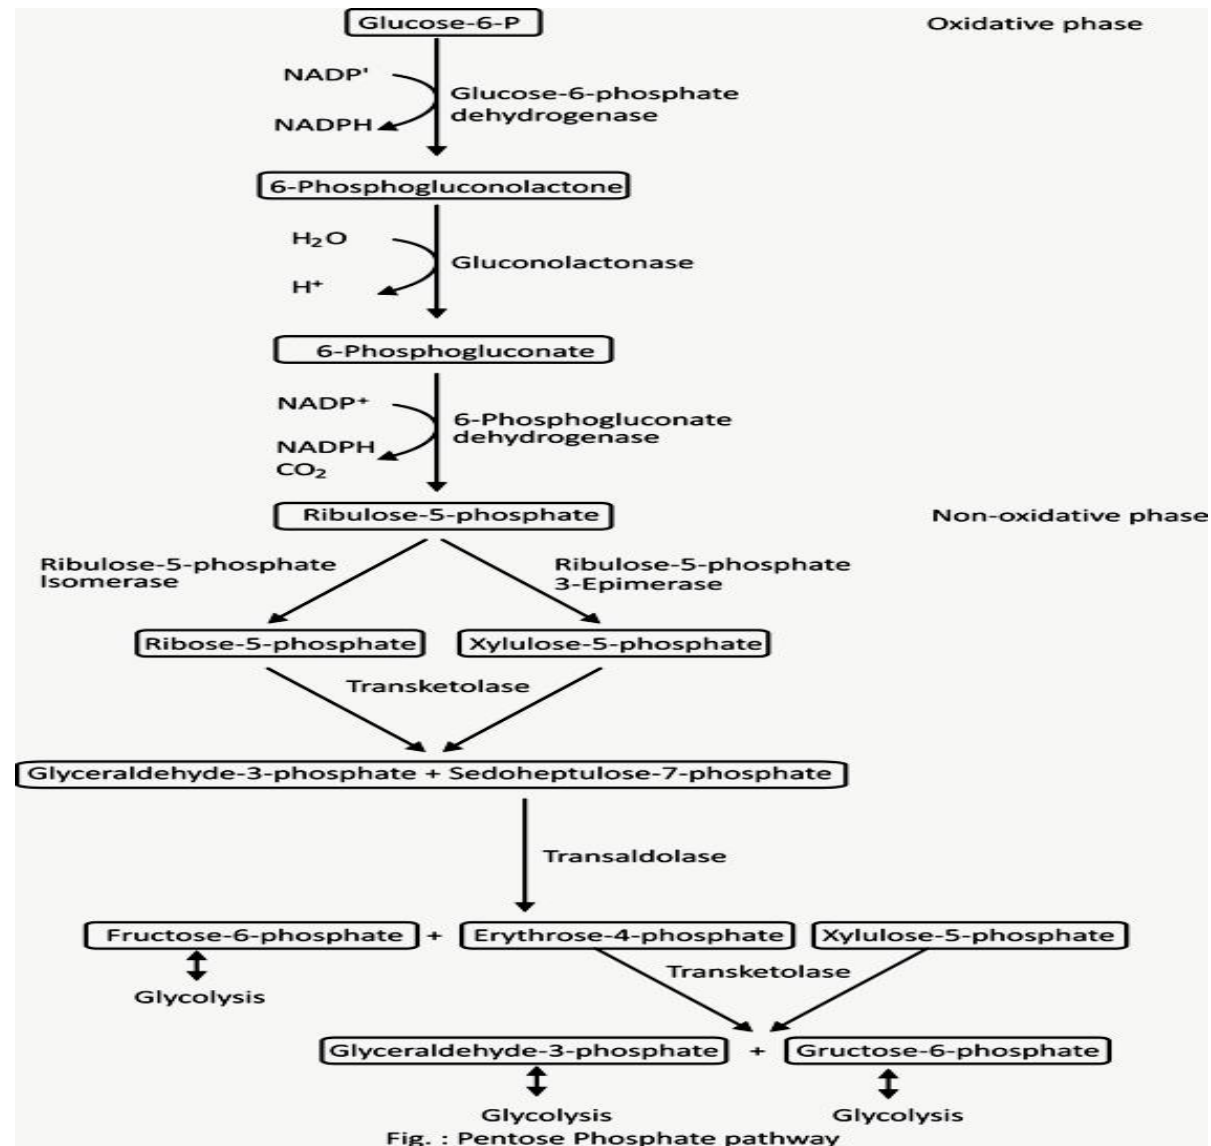 Glucose-6-P
Oxidative phase
NADP'
Glucose-6-phosphate
dehydrogenase
NADPH
6-Phosphogluconolactone
H₂O
Gluconolactonase
H⁺
6-Phosphogluconate
NADP⁺
6-Phosphogluconate
dehydrogenase
NADPH
CO₂
Ribulose-5-phosphate
Non-oxidative phase
Ribulose-5-phosphate
Isomerase
Ribulose-5-phosphate
3-Epimerase
Ribose-5-phosphate
Xylulose-5-phosphate
Transketolase
Glyceraldehyde-3-phosphate + Sedoheptulose-7-phosphate
Transaldolase
Fructose-6-phosphate + Erythrose-4-phosphate
Xylulose-5-phosphate
Transketolase
Glycolysis
Glyceraldehyde-3-phosphate + Gructose-6-phosphate
Glycolysis
Glycolysis
Fig. : Pentose Phosphate pathway